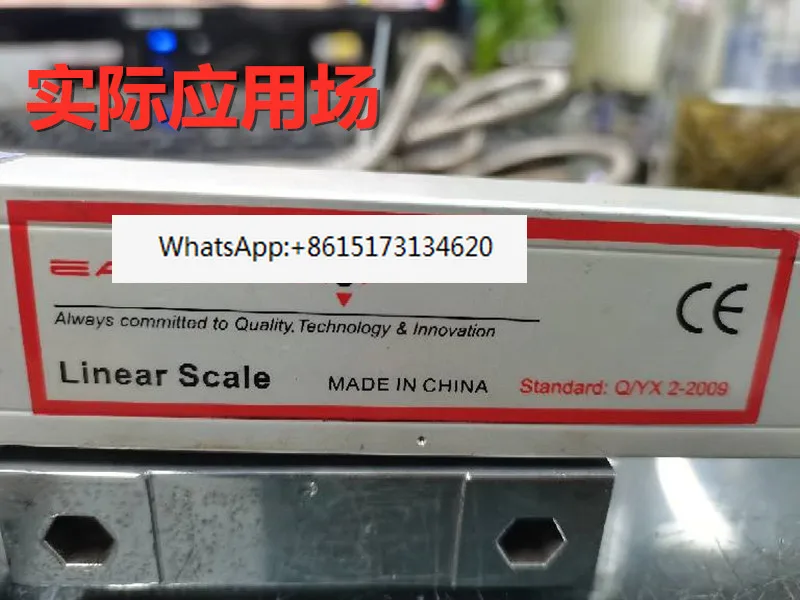 实际应用场
WhatsApp:+8615173134620
Always committed to Quality, Technology & Innovation
Linear Scale
MADE IN CHINA
Standard: Q/YX 2-2009
CE